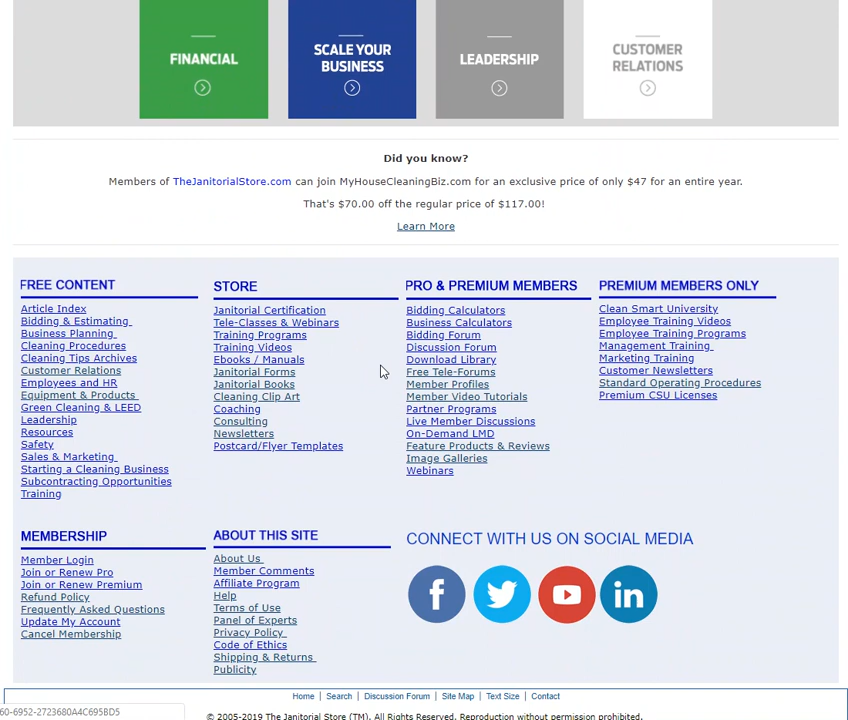 FINANCIAL
SCALE YOUR
BUSINESS
LEADERSHIP
CUSTOMER
RELATIONS
Did you know?
Members of TheJanitorialStore.com can join MyHouseCleaningBiz.com for an exclusive price of only $47 for an entire year.
That's $70.00 off the regular price of $117.00!
Learn More
FREE CONTENT
Article Index
Bidding & Estimating
Business Planning
Cleaning Procedures
Cleaning Tips Archives
Customer Relations
Employees and HR
Equipment & Products
Green Cleaning & LEED
Leadership
Resources
Safety
Sales & Marketing
Starting a Cleaning Business
Subcontracting Opportunities
Training
STORE
Janitorial Certification
Tele-Classes & Webinars
Training Programs
Training Videos
Ebooks / Manuals
Janitorial Forms
Janitorial Books
Cleaning Clip Art
Coaching
Consulting
Newsletters
Postcard/Flyer Templates
PRO & PREMIUM MEMBERS
Bidding Calculators
Business Calculators
Bidding Forum
Discussion Forum
Download Library
Free Tele-Forums
Member Profiles
Member Video Tutorials
Partner Programs
Live Member Discussions
On-Demand LMD
Feature Products & Reviews
Image Galleries
Webinars
PREMIUM MEMBERS ONLY
Clean Smart University
Employee Training Videos
Employee Training Programs
Management Training
Marketing Training
Customer Newsletters
Standard Operating Procedures
Premium CSU Licenses
MEMBERSHIP
Member Login
Join or Renew Pro
Join or Renew Premium
Refund Policy
Frequently Asked Questions
Update My Account
Cancel Membership
ABOUT THIS SITE
About Us
Member Comments
Affiliate Program
Help
Terms of Use
Panel of Experts
Privacy Policy
Code of Ethics
Shipping & Returns
Publicity
CONNECT WITH US ON SOCIAL MEDIA
f
in
Home | Search | Discussion Forum | Site Map | Text Size | Contact
60-6952-2723680A4C695BD5
© 2005-2019 The Janitorial Store (TM). All Rights Reserved. Reproduction without permission prohibited.